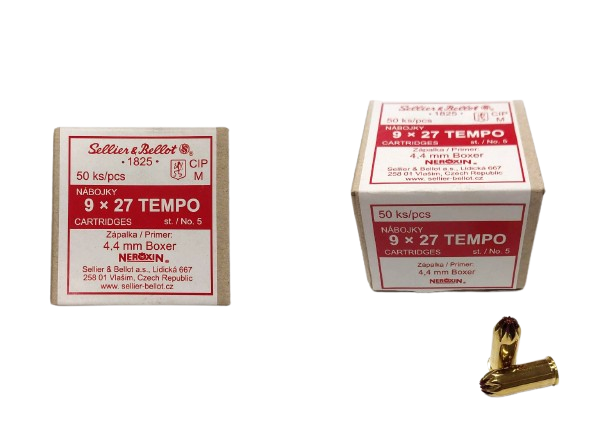 Sellier & Bellot S&B
• 1825 •
CIP
50 ks/pcs
M
NÁBOJKY
9 × 27 TEMPO
CARTRIDGES st. / No. 5
Zápalka / Primer:
4,4 mm Boxer
NEROXIN®
Sellier & Bellot a.s., Lidická 667
258 01 Vlašim, Czech Republic
www. sellier-bellot.cz
Sellier & Bellot S&B
• 1825 •
CIP
50 ks/pcs
M
NÁBOJKY
9 × 27 TEMPO
CARTRIDGES st. / No. 5
Zápalka / Primer:
4,4 mm Boxer
NEROXIN®
Sellier & Bellot a.s., Lidická 667
258 01 Vlašim, Czech Republic
www. sellier-bellot.cz
50 ks/pcs
NÁBOJKY
9 × 27 TEMPO
CARTRIDGES st. / No. 5
Zápalka / Primer:
4,4 mm Boxer
NEROXIN®